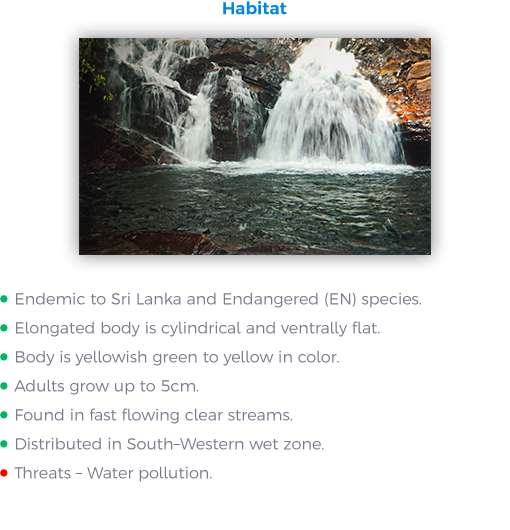 Habitat
Endemic to Sri Lanka and Endangered (EN) species.
Elongated body is cylindrical and ventrally flat.
Body is yellowish green to yellow in color.
Adults grow up to 5cm.
Found in fast flowing clear streams.
Distributed in South–Western wet zone.
Threats – Water pollution.